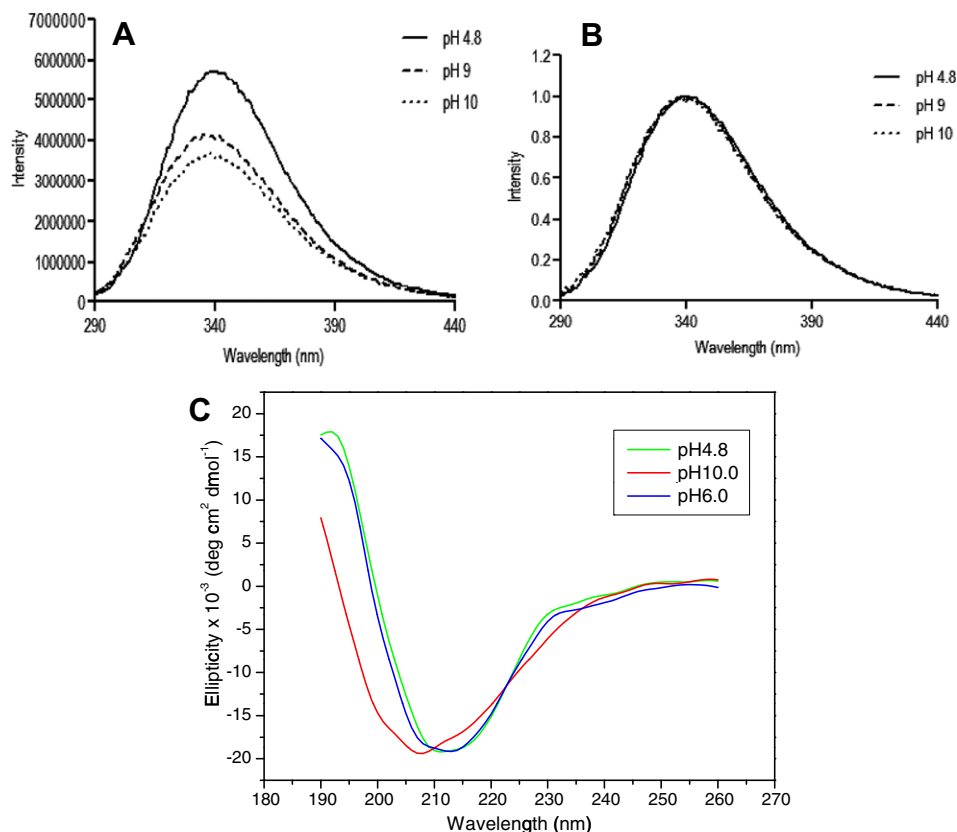 A
7000000
6000000
5000000
4000000
3000000
2000000
1000000
0
Intensity
290 340 390 440
Wavelength (nm)
pH 4.8
pH 9
pH 10
B
1.2
1.0
0.8
0.6
0.4
0.2
0.0
Intensity
290 340 390 440
Wavelength (nm)
pH 4.8
pH 9
pH 10
C
20
15
10
5
0
-5
-10
-15
-20
Ellipticity x 10⁻³ (deg cm² dmol⁻¹)
180 190 200 210 220 230 240 250 260 270
Wavelength (nm)
pH4.8
pH10.0
pH6.0